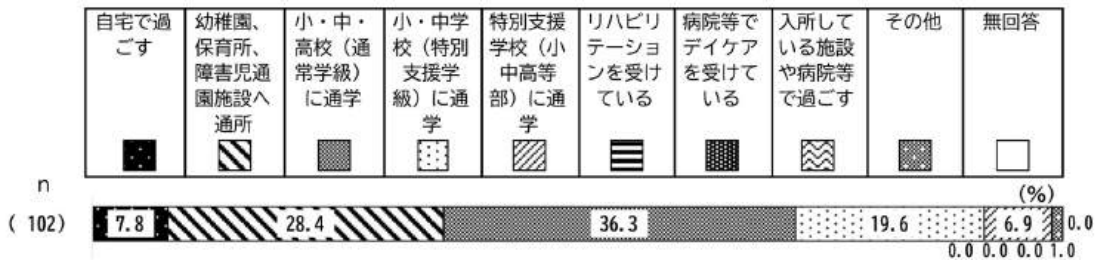 自宅で過
ごす
幼稚園、
保育所、
障害児通
園施設へ
通所
小・中・
高校（通
常学級）
に通学
小・中学
校（特別
支援学
級）に通
学
特別支援
学校（小
中高等
部）に通
学
リハビリ
テーショ
ンを受け
ている
病院等で
デイケア
を受けて
いる
入所して
いる施設
や病院等
で過ごす
その他
無回答
n
(%)
( 102)
7.8
28.4
36.3
19.6
6.9
0.0
0.0 0.0 0.0 1.0